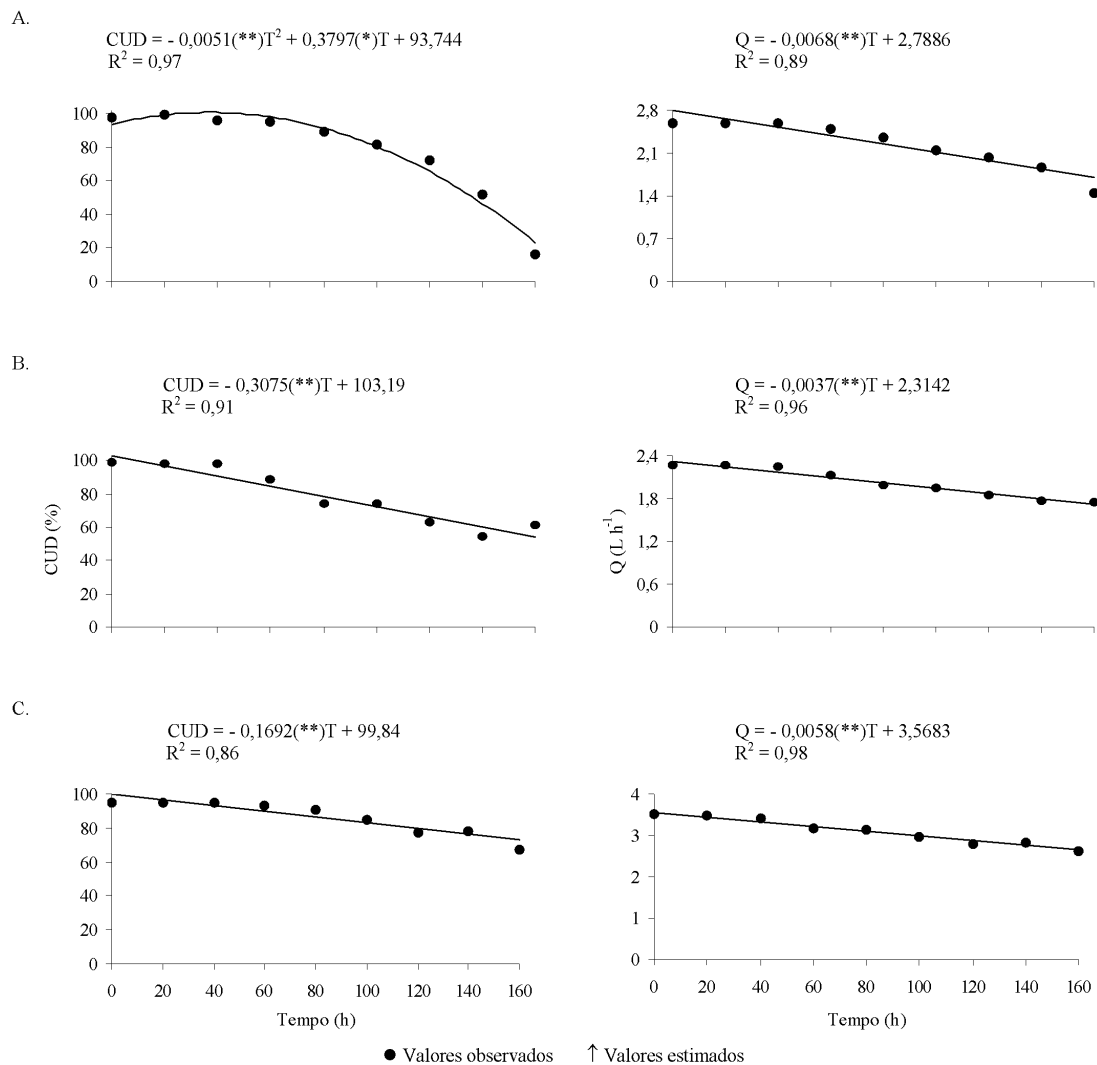 A.
CUD = - 0,0051(**)T² + 0,3797(*)T + 93,744
R² = 0,97
100
80
60
40
20
0
Q = - 0,0068(**)T + 2,7886
R² = 0,89
2,8
2,1
1,4
0,7
0
B.
CUD = - 0,3075(**)T + 103,19
R² = 0,91
CUD (%)
100
80
60
40
20
0
Q = - 0,0037(**)T + 2,3142
R² = 0,96
Q (L h⁻¹)
2,4
1,8
1,2
0,6
0
C.
CUD = - 0,1692(**)T + 99,84
R² = 0,86
100
80
60
40
20
0
0 20 40 60 80 100 120 140 160
Tempo (h)
Q = - 0,0058(**)T + 3,5683
R² = 0,98
4
3
2
1
0
0 20 40 60 80 100 120 140 160
Tempo (h)
● Valores observados ↑ Valores estimados